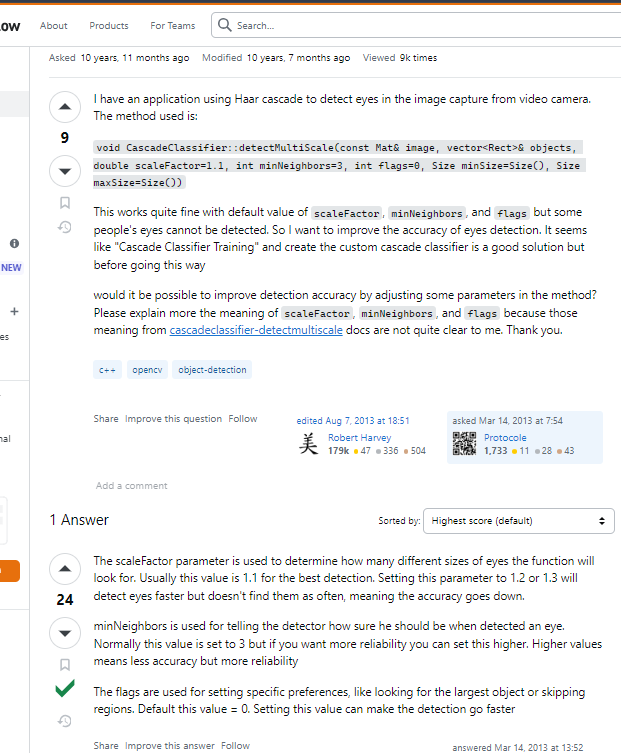 ow About Products For Teams Search...
Asked 10 years, 11 months ago Modified 10 years, 7 months ago Viewed 9k times
I have an application using Haar cascade to detect eyes in the image capture from video camera.
The method used is:
9
void CascadeClassifier::detectMultiScale(const Mat& image, vector<Rect>& objects,
double scaleFactor=1.1, int minNeighbors=3, int flags=0, Size minSize=Size(), Size
maxSize=Size())
This works quite fine with default value of scaleFactor, minNeighbors, and flags but some
people's eyes cannot be detected. So I want to improve the accuracy of eyes detection. It seems
like "Cascade Classifier Training" and create the custom cascade classifier is a good solution but
before going this way
NEW
would it be possible to improve detection accuracy by adjusting some parameters in the method?
Please explain more the meaning of scaleFactor, minNeighbors, and flags because those
meaning from cascadeclassifier-detectmultiscale docs are not quite clear to me. Thank you.
es
c++ opencv object-detection
Share Improve this question Follow
edited Aug 7, 2013 at 18:51
美 Robert Harvey
179k 47 336 504
asked Mar 14, 2013 at 7:54
Protocole
1,733 11 28 43
nal
Add a comment
1 Answer
Sorted by: Highest score (default)
The scaleFactor parameter is used to determine how many different sizes of eyes the function will
look for. Usually this value is 1.1 for the best detection. Setting this parameter to 1.2 or 1.3 will
detect eyes faster but doesn't find them as often, meaning the accuracy goes down.
24
minNeighbors is used for telling the detector how sure he should be when detected an eye.
Normally this value is set to 3 but if you want more reliability you can set this higher. Higher values
means less accuracy but more reliability
The flags are used for setting specific preferences, like looking for the largest object or skipping
regions. Default this value = 0. Setting this value can make the detection go faster
Share Improve this answer Follow
answered Mar 14, 2013 at 13:52